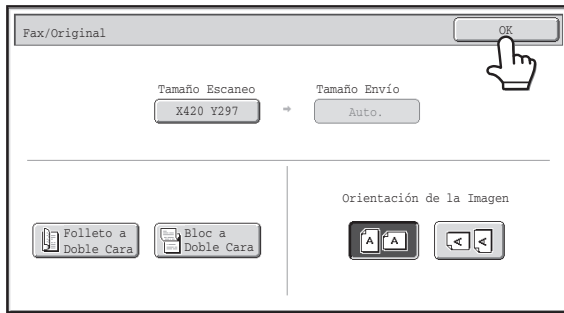 Fax/Original
OK
Tamaño Escaneo
Tamaño Envío
X420 Y297
Auto.
Orientación de la Imagen
Folleto a
Doble Cara
Bloc a
Doble Cara
A
A
A
A